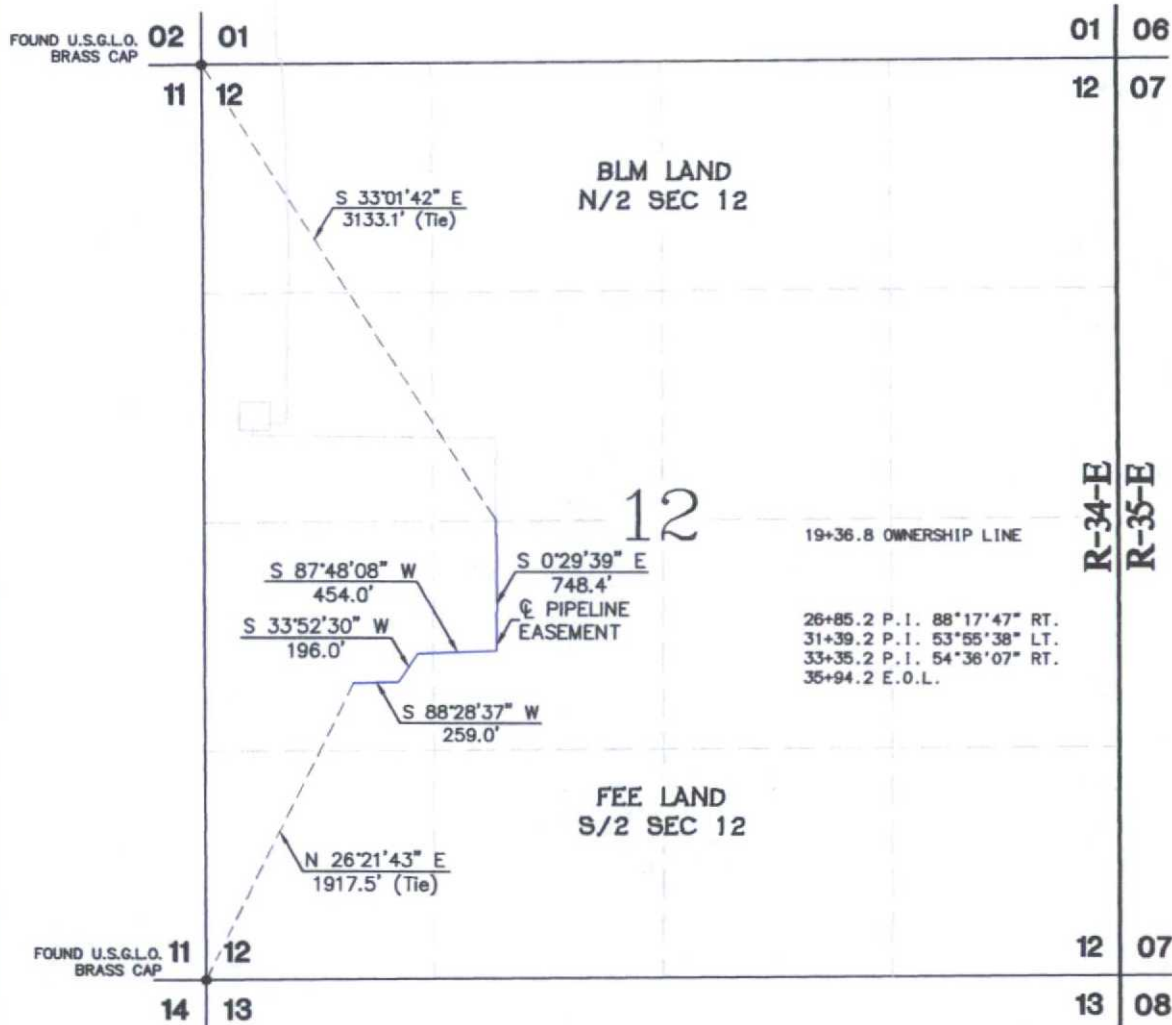 FOUND U.S.G.L.O. 02 01
BRASS CAP
01 06
11 12
12 07
BLM LAND
N/2 SEC 12
S 33°01'42" E
3133.1' (Tie)
12
R-34-E
R-35-E
19+36.8 OWNERSHIP LINE
S 87°48'08" W
454.0'
S 0°29'39" E
748.4'
℄ PIPELINE
EASEMENT
S 33°52'30" W
196.0'
26+85.2 P.I. 88°17'47" RT.
31+39.2 P.I. 53°55'38" LT.
33+35.2 P.I. 54°36'07" RT.
35+94.2 E.O.L.
S 88°28'37" W
259.0'
FEE LAND
S/2 SEC 12
N 26°21'43" E
1917.5' (Tie)
FOUND U.S.G.L.O. 11 12
BRASS CAP
12 07
14 13
13 08